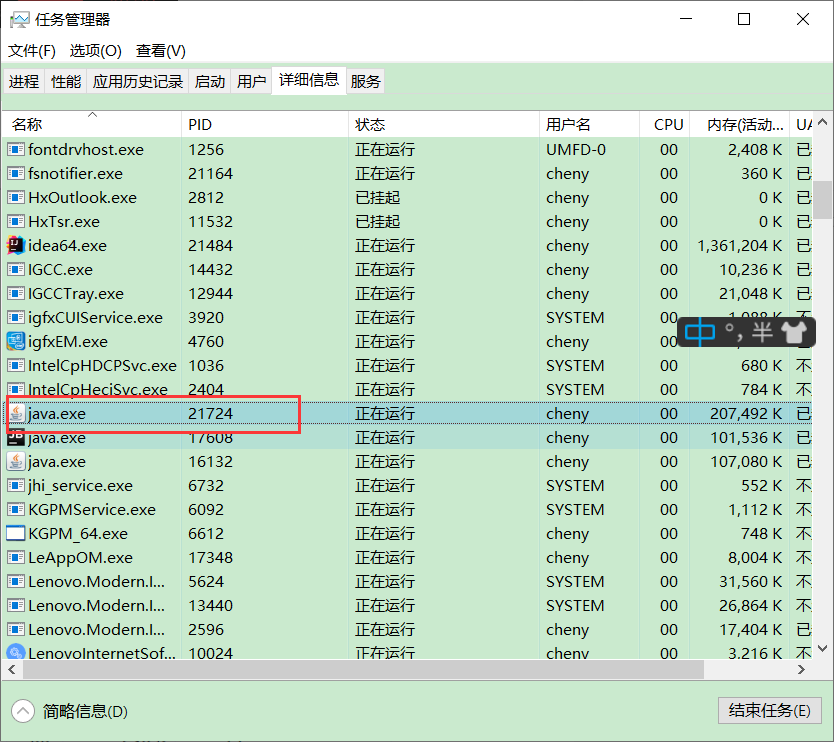 任务管理器
文件(F) 选项(O) 查看(V)
进程 性能 应用历史记录 启动 用户 详细信息 服务
名称 PID 状态 用户名 CPU 内存(活动... UA
fontdrvhost.exe 1256 正在运行 UMFD-0 00 2,408 K 已
fsnotifier.exe 21164 正在运行 cheny 00 360 K 已
HxOutlook.exe 2812 已挂起 cheny 00 0 K 已
HxTsr.exe 11532 已挂起 cheny 00 0 K 已
idea64.exe 21484 正在运行 cheny 00 1,361,204 K 已
IGCC.exe 14432 正在运行 cheny 00 10,236 K 已
IGCCTray.exe 12944 正在运行 cheny 00 21,048 K 已
igfxCUIService.exe 3920 正在运行 SYSTEM 00
中 °, 半
igfxEM.exe 4760 正在运行 cheny 00
IntelCpHDCPSvc.exe 1036 正在运行 SYSTEM 00 680 K 不
IntelCpHeciSvc.exe 2404 正在运行 SYSTEM 00 784 K 不
java.exe 21724 正在运行 cheny 00 207,492 K 已
java.exe 17608 正在运行 cheny 00 101,536 K 已
java.exe 16132 正在运行 cheny 00 107,080 K 已
jhi_service.exe 6732 正在运行 SYSTEM 00 552 K 不
KGPMService.exe 6092 正在运行 SYSTEM 00 1,112 K 不
KGPM_64.exe 6612 正在运行 cheny 00 748 K 不
LeAppOM.exe 17348 正在运行 cheny 00 8,004 K 不
Lenovo.Modern.I... 5624 正在运行 SYSTEM 00 31,560 K 不
Lenovo.Modern.I... 13440 正在运行 SYSTEM 00 26,864 K 不
Lenovo.Modern.I... 2596 正在运行 cheny 00 17,404 K 已
LenovoInternetSof... 10024 正在运行 cheny 00 3,216 K 不
简略信息(D) 结束任务(E)